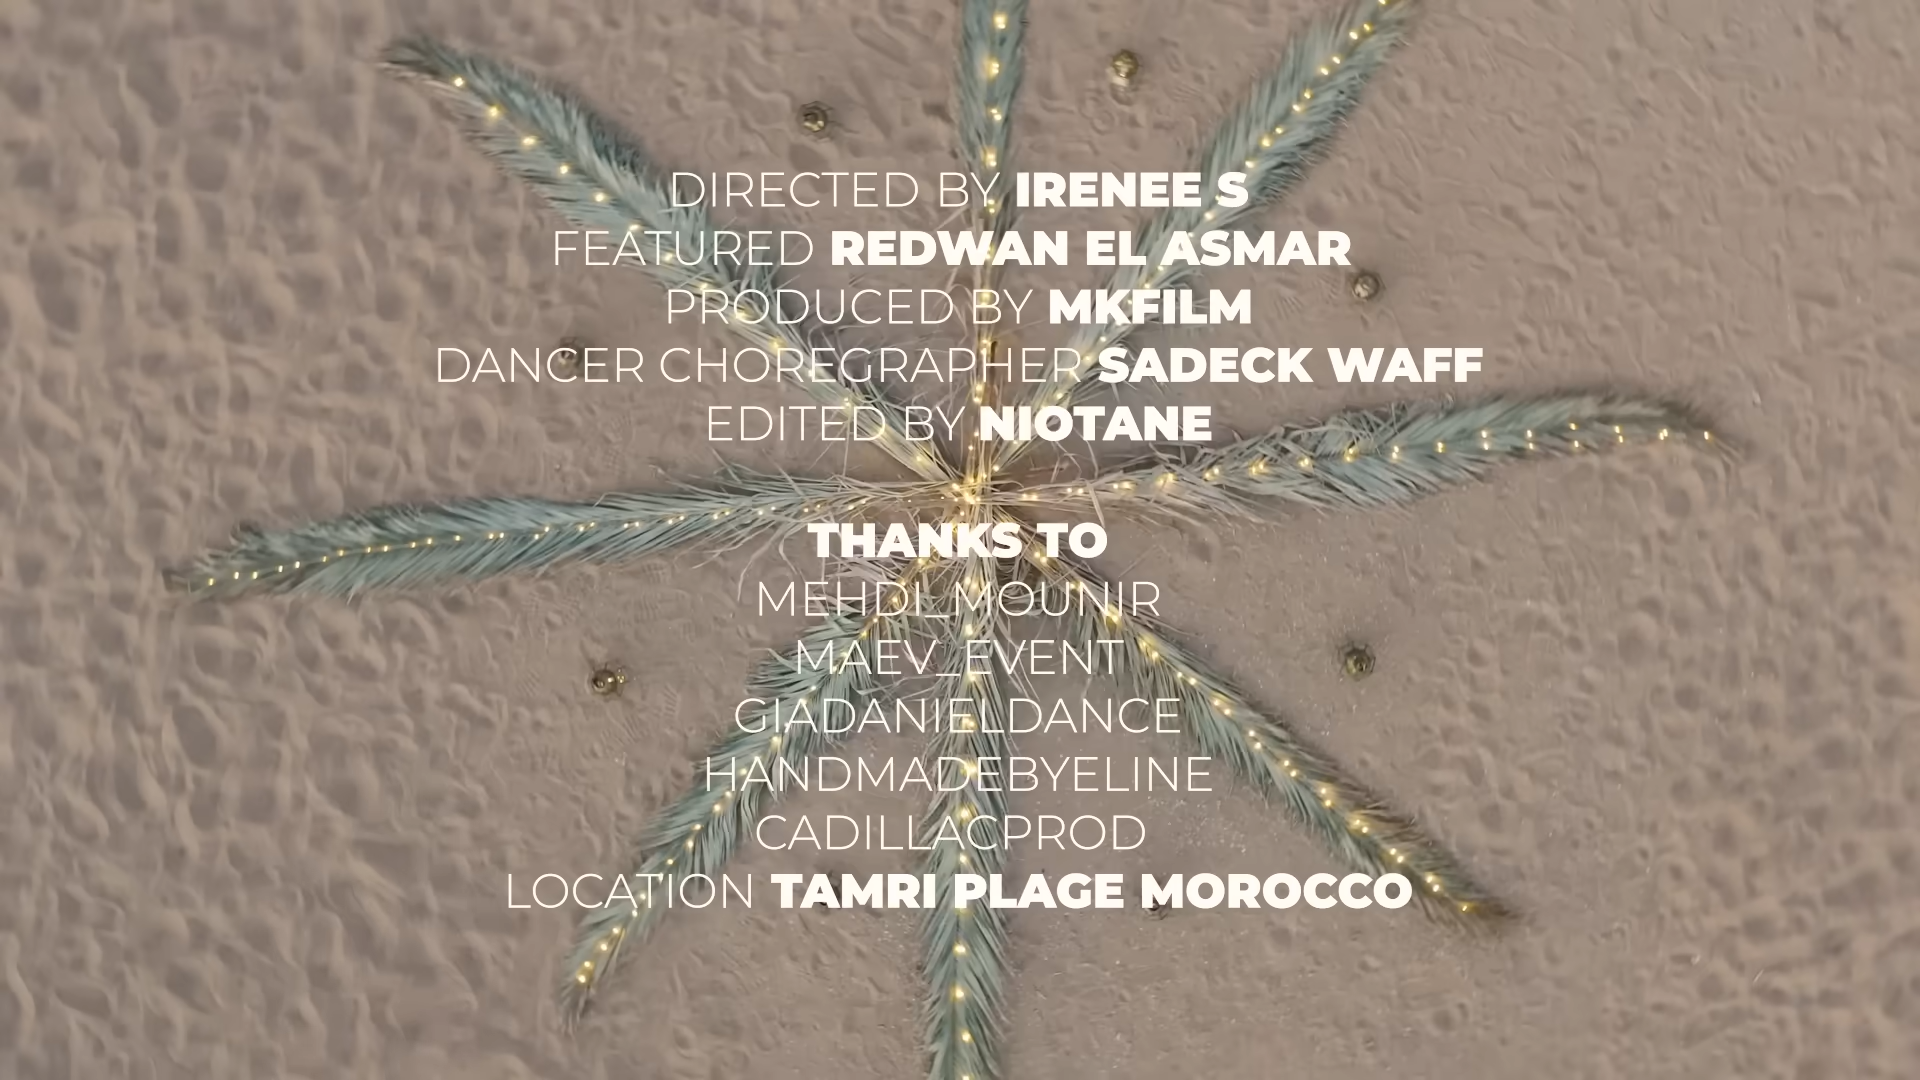 DIRECTED BY IRENEE S
FEATURED REDWAN EL ASMAR
PRODUCED BY MKFILM
DANCER CHOREGRAPHER SADECK WAFF
EDITED BY NIOTANE
THANKS TO
MEHDI_MOUNIR
MAEV_EVENT
GIADANIELDANCE
HANDMADEBYELINE
CADILLACPROD
LOCATION TAMRI PLAGE MOROCCO